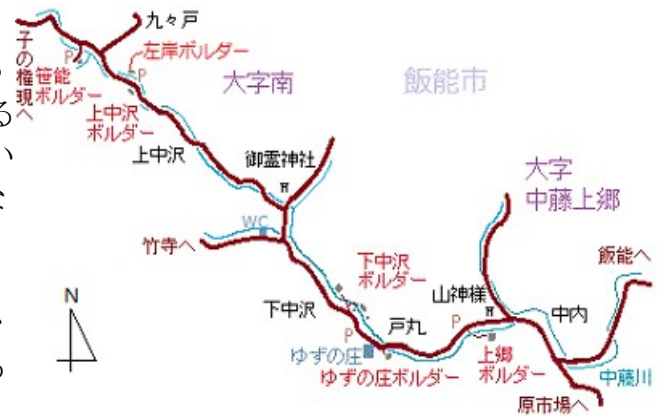 九々戸
左岸ボルダー
P
P
子の権現へ
笹能
ボルダー
上中沢
ボルダー
大字南
飯能市
る
い
な
上中沢
御霊神社
大字
中藤上郷
WC
竹寺へ
下中沢
ボルダー
飯能へ
山神様
N
下中沢
P
戸丸
P
中内
ゆずの庄
ゆずの庄ボルダー
上郷
ボルダー
中藤川
原市場へ